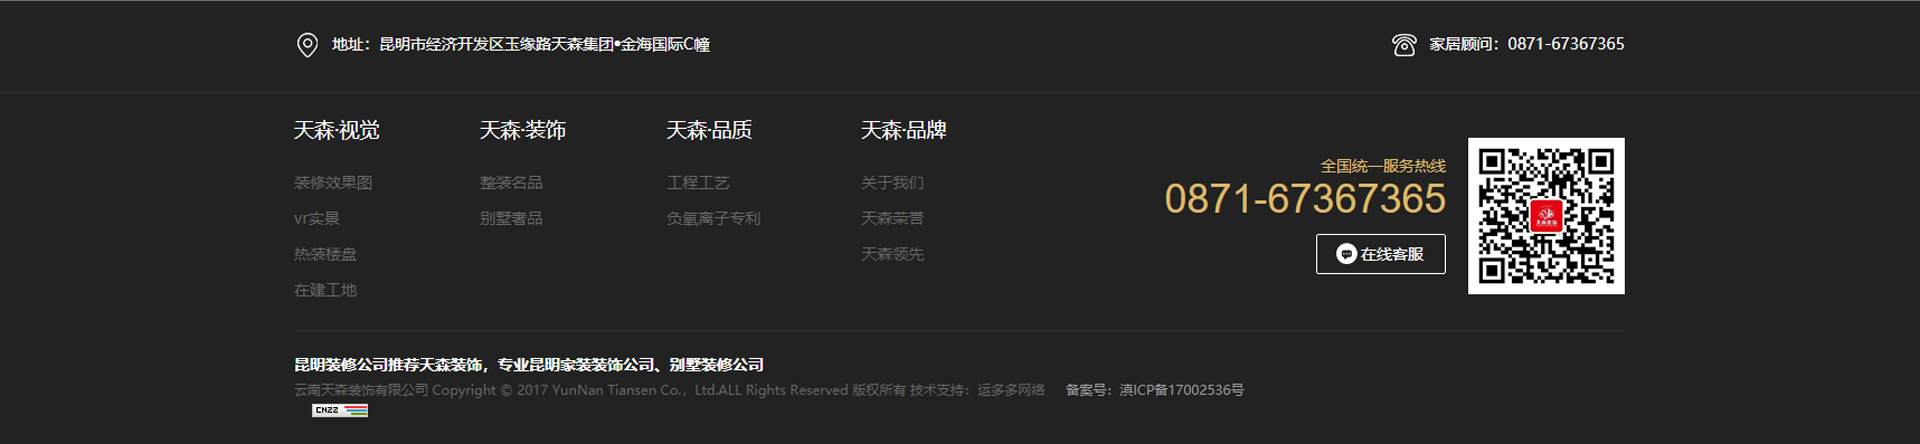 地址：昆明市经济开发区玉缘路天森集团•金海国际C幢
家居顾问：0871-67367365
天森·视觉
装修效果图
vr实景
热装楼盘
在建工地
天森·装饰
整装名品
别墅奢品
天森·品质
工程工艺
负氧离子专利
天森·品牌
关于我们
天森荣誉
天森领先
全国统一服务热线
0871-67367365
在线客服
天森装饰
昆明装修公司推荐天森装饰，专业昆明家装装饰公司、别墅装修公司
云南天森装饰有限公司 Copyright © 2017 YunNan Tiansen Co.，Ltd.ALL Rights Reserved 版权所有 技术支持：运多多网络 备案号：滇ICP备17002536号
CNZZ